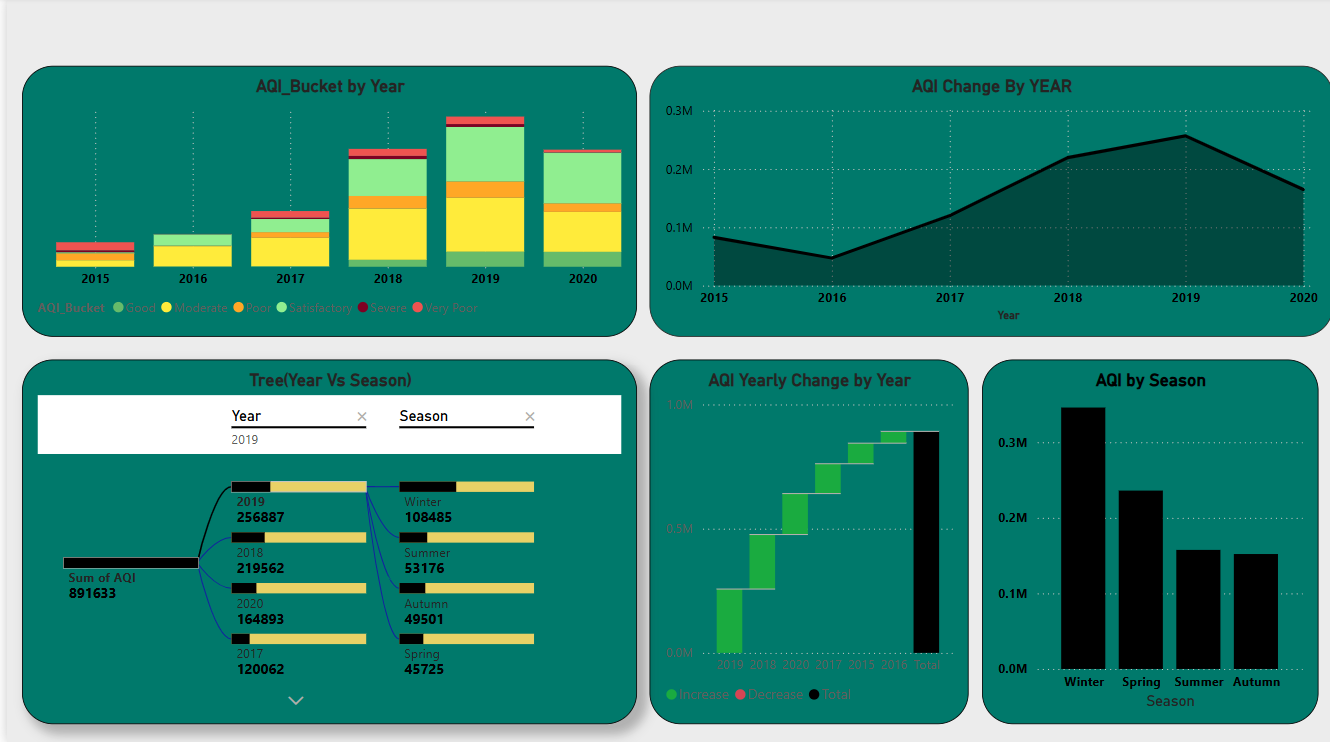 AQI_Bucket by Year
2015 2016 2017 2018 2019 2020
AQI_Bucket Good Moderate Poor Satisfactory Severe Very Poor
AQI Change By YEAR
0.3M
0.2M
0.1M
0.0M
2015 2016 2017 2018 2019 2020
Year
Tree(Year Vs Season)
Year × Season ×
2019
Sum of AQI
891633
2019
256887
2018
219562
2020
164893
2017
120062
Winter
108485
Summer
53176
Autumn
49501
Spring
45725
AQI Yearly Change by Year
1.0M
0.5M
0.0M
2019 2018 2020 2017 2015 2016 Total
Increase Decrease Total
AQI by Season
0.3M
0.2M
0.1M
0.0M
Winter Spring Summer Autumn
Season